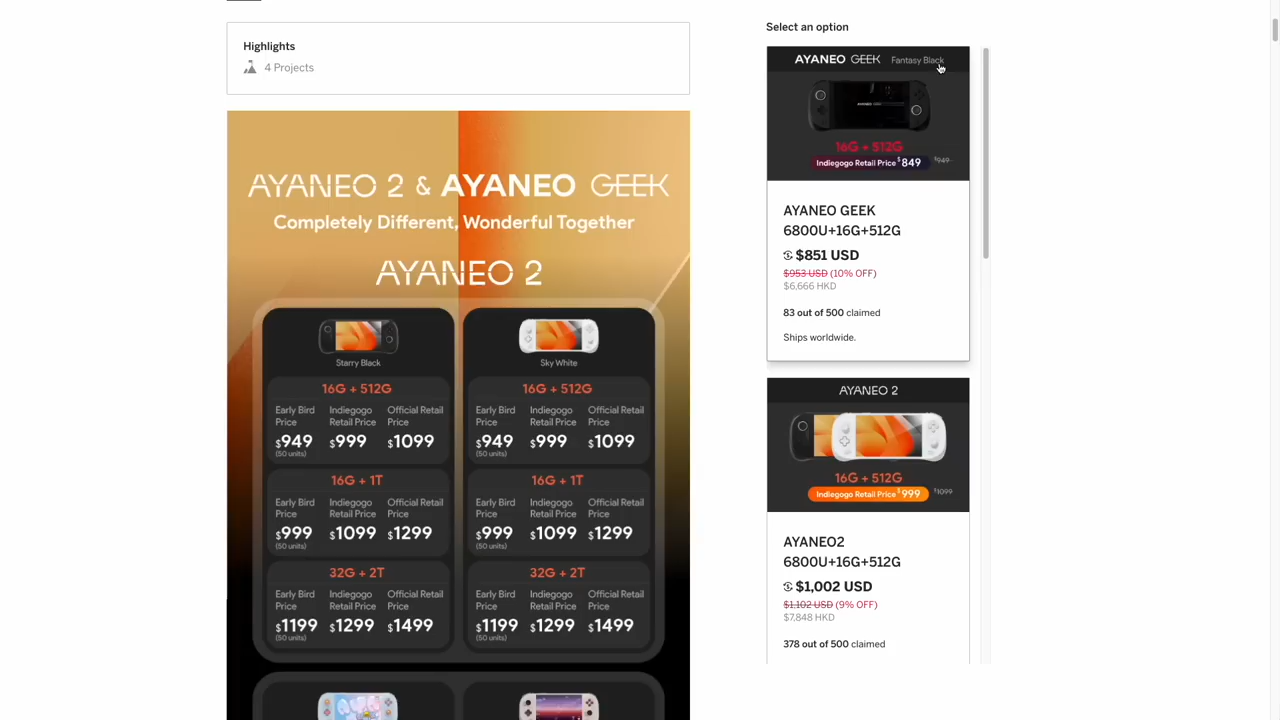 Highlights
4 Projects
AYANEO 2 & AYANEO GEEK
Completely Different, Wonderful Together
AYANEO 2
Starry Black
16G + 512G
Early Bird Price
Indiegogo Retail Price
Official Retail Price
$949
$999
$1099
(50 units)
16G + 1T
Early Bird Price
Indiegogo Retail Price
Official Retail Price
$999
$1099
$1299
(50 units)
32G + 2T
Early Bird Price
Indiegogo Retail Price
Official Retail Price
$1199
$1299
$1499
(50 units)
Sky White
16G + 512G
Early Bird Price
Indiegogo Retail Price
Official Retail Price
$949
$999
$1099
(50 units)
16G + 1T
Early Bird Price
Indiegogo Retail Price
Official Retail Price
$999
$1099
$1299
(50 units)
32G + 2T
Early Bird Price
Indiegogo Retail Price
Official Retail Price
$1199
$1299
$1499
(50 units)
Select an option
AYANEO GEEK Fantasy Black
16G + 512G
Indiegogo Retail Price $849 $949
AYANEO GEEK
6800U+16G+512G
$851 USD
$953 USD (10% OFF)
$6,666 HKD
83 out of 500 claimed
Ships worldwide.
AYANEO 2
16G + 512G
Indiegogo Retail Price $999 $1099
AYANEO2
6800U+16G+512G
$1,002 USD
$1,102 USD (9% OFF)
$7,848 HKD
378 out of 500 claimed